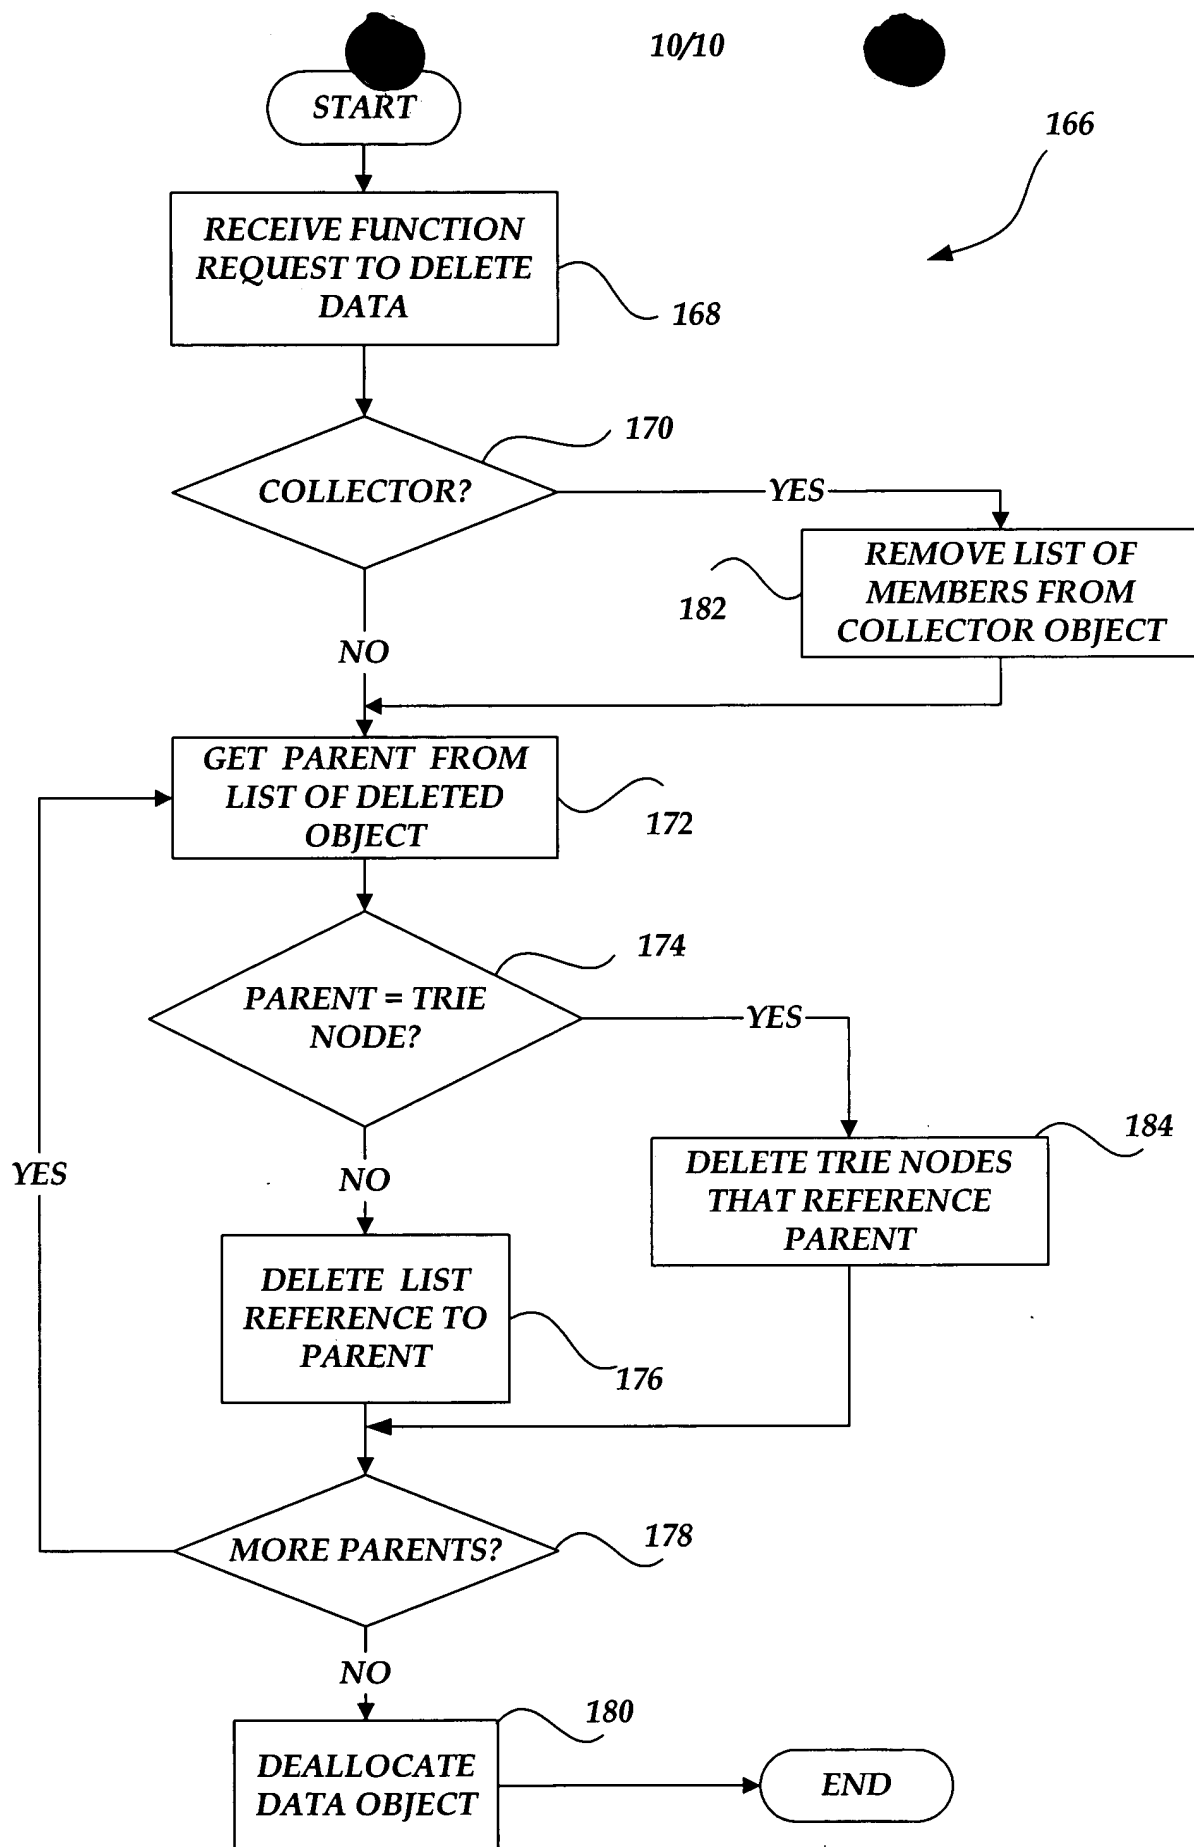 10/10
START
166
RECEIVE FUNCTION
REQUEST TO DELETE
DATA
168
170
COLLECTOR?
YES
REMOVE LIST OF
MEMBERS FROM
COLLECTOR OBJECT
182
NO
GET PARENT FROM
LIST OF DELETED
OBJECT
172
174
PARENT = TRIE
NODE?
YES
184
DELETE TRIE NODES
THAT REFERENCE
PARENT
YES
NO
DELETE LIST
REFERENCE TO
PARENT
176
MORE PARENTS?
178
NO
180
DEALLOCATE
DATA OBJECT
END